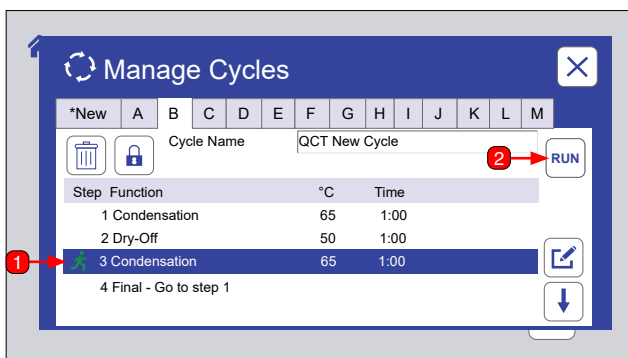 Manage Cycles
*New A B C D E F G H I J K L M
Cycle Name QCT New Cycle
2
RUN
Step Function °C Time
1 Condensation 65 1:00
2 Dry-Off 50 1:00
1
3 Condensation 65 1:00
4 Final - Go to step 1